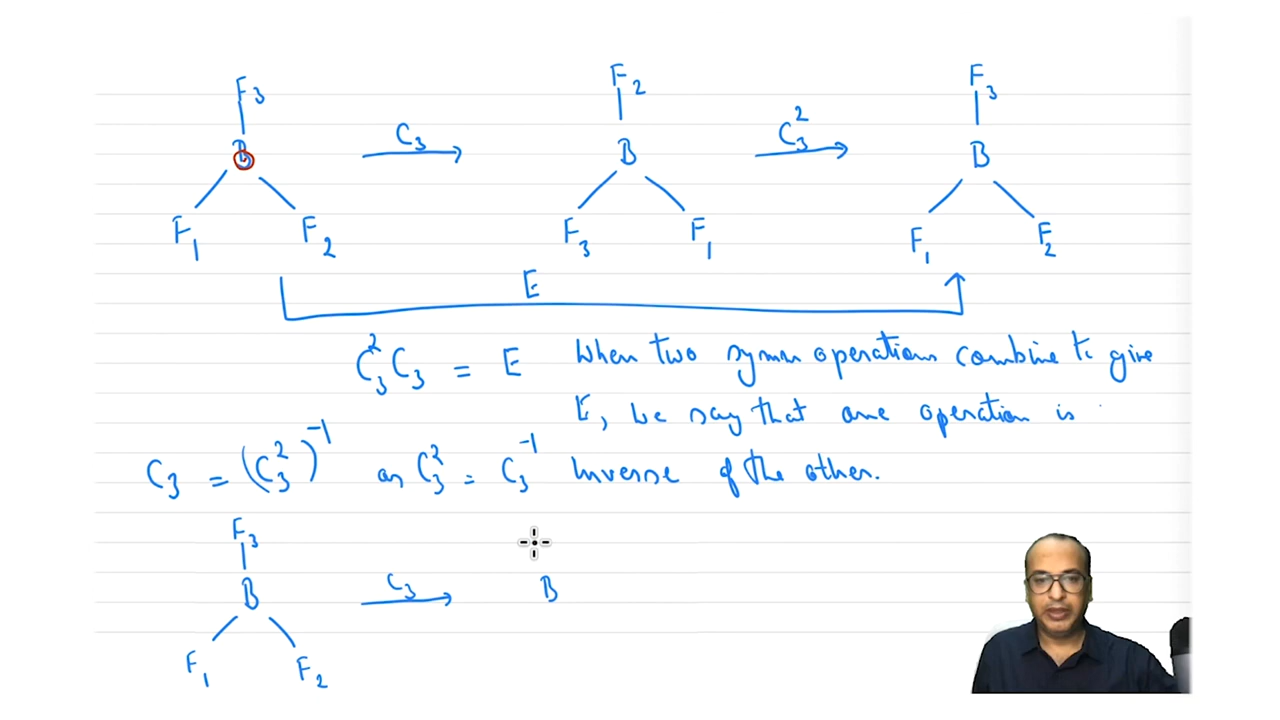 F3 F2 F3
B C3 B C3^2 B
F1 F2 F3 F1 F1 F2
E
C3^2 C3 = E When two symm operations combine to give
E, we say that one operation is
C3 = (C3^2)^-1 or C3^2 = C3^-1 Inverse of the other.
F3
B C3 B
F1 F2